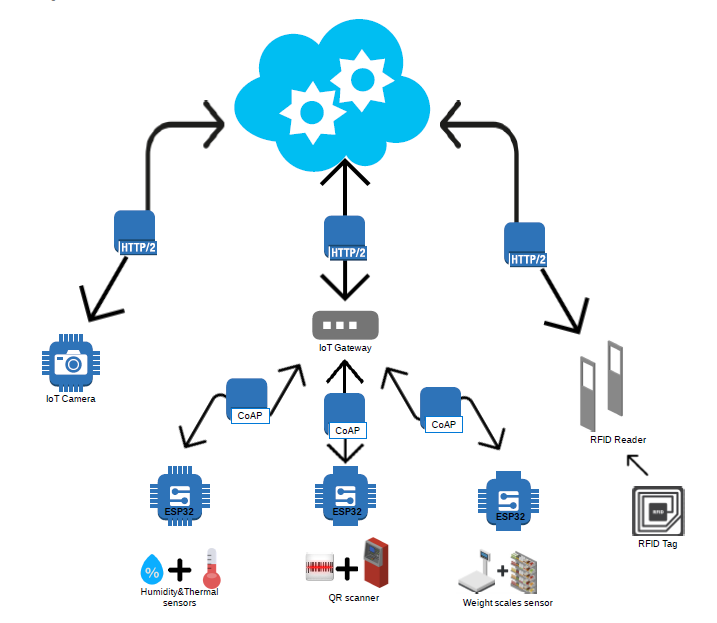 HTTP/2
HTTP/2
HTTP/2
IoT Gateway
IoT Camera
CoAP
CoAP
CoAP
RFID Reader
ESP32
ESP32
ESP32
RFID
RFID Tag
%
Humidity&Thermal
sensors
QR scanner
Weight scales sensor